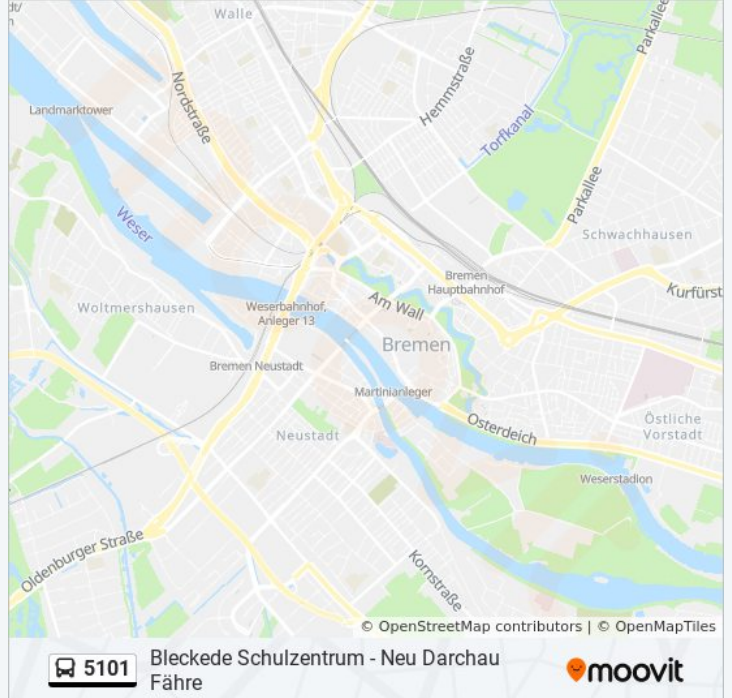 dt/
Walle
Parkallee
Hemmstraße
Nordstraße
Landmarktower
Torfkanal
Parkallee
Weser
Schwachhausen
Bremen
Hauptbahnhof
Kurfürst
Woltmershausen
Weserbahnhof,
Anleger 13
Am Wall
Bremen
Bremen Neustadt
Martinianleger
Neustadt
Osterdeich
Östliche
Vorstadt
Weserstadion
Oldenburger Straße
Kornstraße
© OpenStreetMap contributors | © OpenMapTiles
5101
Bleckede Schulzentrum - Neu Darchau
Fähre
moovit